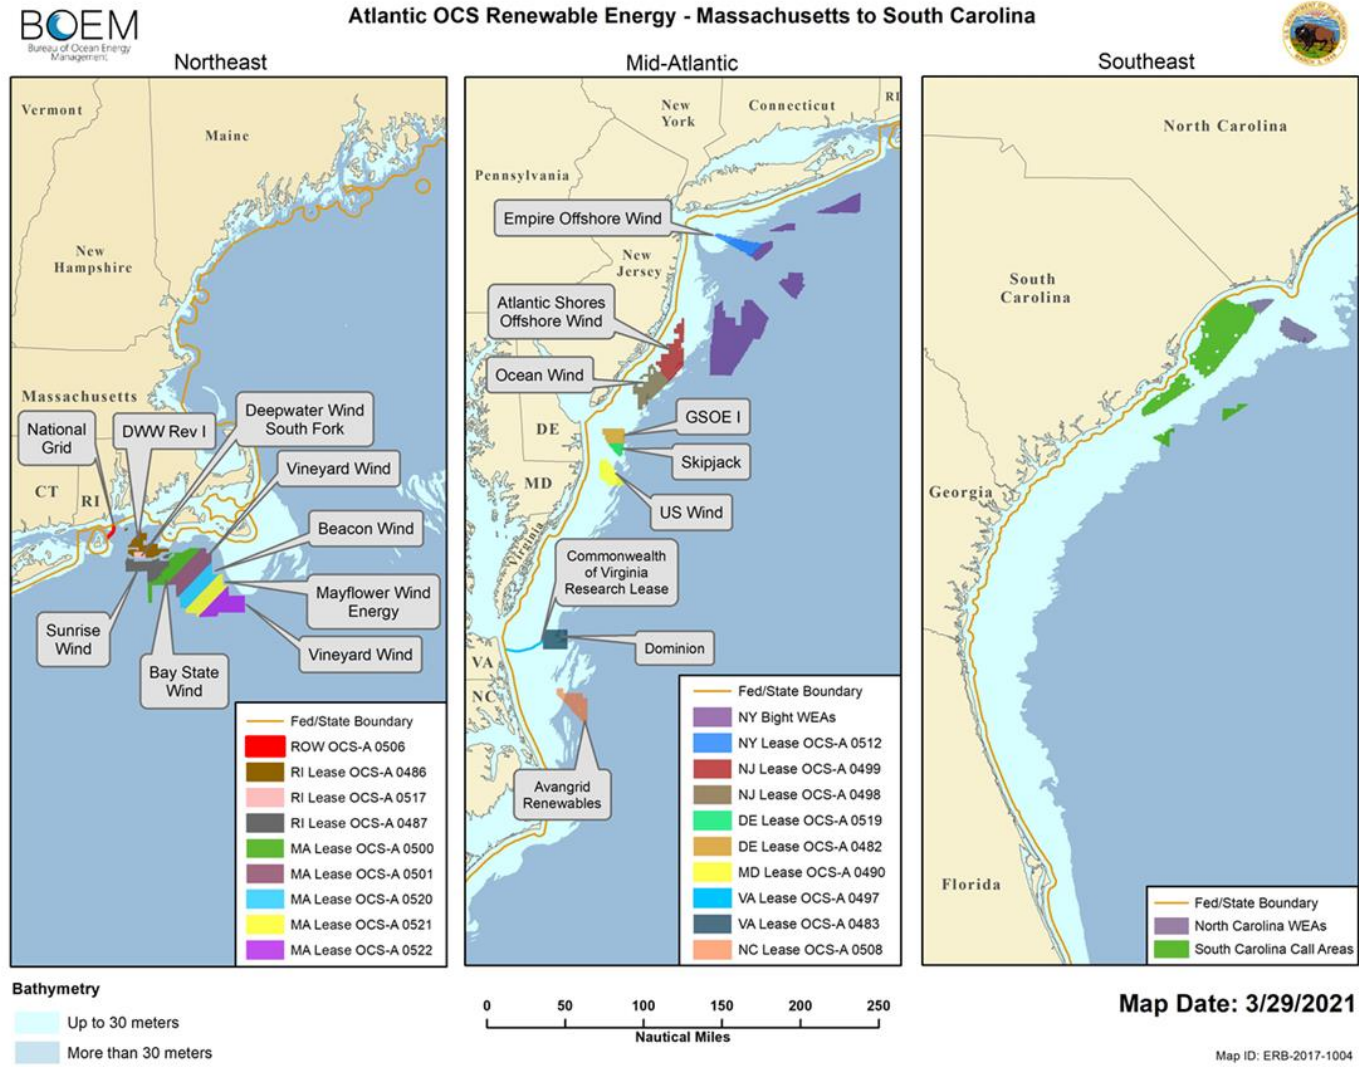 BOEM
Bureau of Ocean Energy
Management
Atlantic OCS Renewable Energy - Massachusetts to South Carolina
Northeast
Vermont
Maine
New
Hampshire
Massachusetts
National
Grid
DWW Rev I
Deepwater Wind
South Fork
Vineyard Wind
CT
RI
Beacon Wind
Mayflower Wind
Energy
Sunrise
Wind
Bay State
Wind
Vineyard Wind
Fed/State Boundary
ROW OCS-A 0506
RI Lease OCS-A 0486
RI Lease OCS-A 0517
RI Lease OCS-A 0487
MA Lease OCS-A 0500
MA Lease OCS-A 0501
MA Lease OCS-A 0520
MA Lease OCS-A 0521
MA Lease OCS-A 0522
Mid-Atlantic
New
York
Connecticut
RI
Pennsylvania
Empire Offshore Wind
New
Jersey
Atlantic Shores
Offshore Wind
Ocean Wind
DE
GSOE I
Skipjack
MD
US Wind
Virginia
Commonwealth
of Virginia
Research Lease
Dominion
VA
NC
Avangrid
Renewables
Fed/State Boundary
NY Bight WEAs
NY Lease OCS-A 0512
NJ Lease OCS-A 0499
NJ Lease OCS-A 0498
DE Lease OCS-A 0519
DE Lease OCS-A 0482
MD Lease OCS-A 0490
VA Lease OCS-A 0497
VA Lease OCS-A 0483
NC Lease OCS-A 0508
Southeast
North Carolina
South
Carolina
Georgia
Florida
Fed/State Boundary
North Carolina WEAs
South Carolina Call Areas
Bathymetry
Up to 30 meters
More than 30 meters
0 50 100 150 200 250
Nautical Miles
Map Date: 3/29/2021
Map ID: ERB-2017-1004